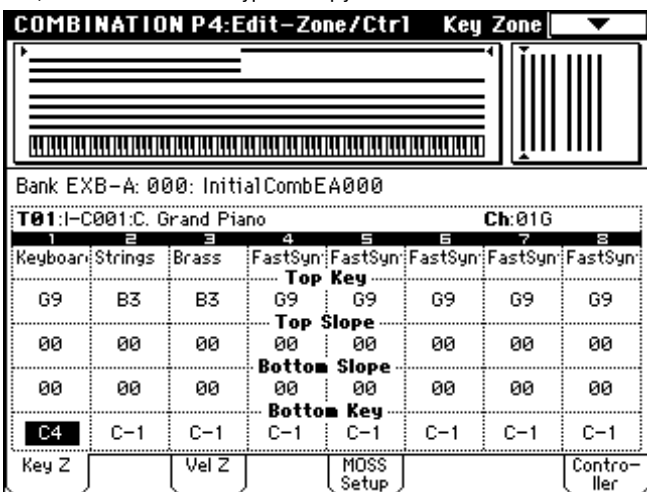 COMBINATION P4:Edit-Zone/Ctrl Key Zone
Bank EXB-A: 000: InitialCombEA000
T01:I-C001:C. Grand Piano Ch:01G
1 2 3 4 5 6 7 8
Keyboar Strings Brass FastSyn FastSyn FastSyn FastSyn FastSyn
Top Key
G9 B3 B3 G9 G9 G9 G9 G9
Top Slope
00 00 00 00 00 00 00 00
Bottom Slope
00 00 00 00 00 00 00 00
Bottom Key
C4 C-1 C-1 C-1 C-1 C-1 C-1 C-1
Key Z Vel Z MOSS Contro-
Setup ller